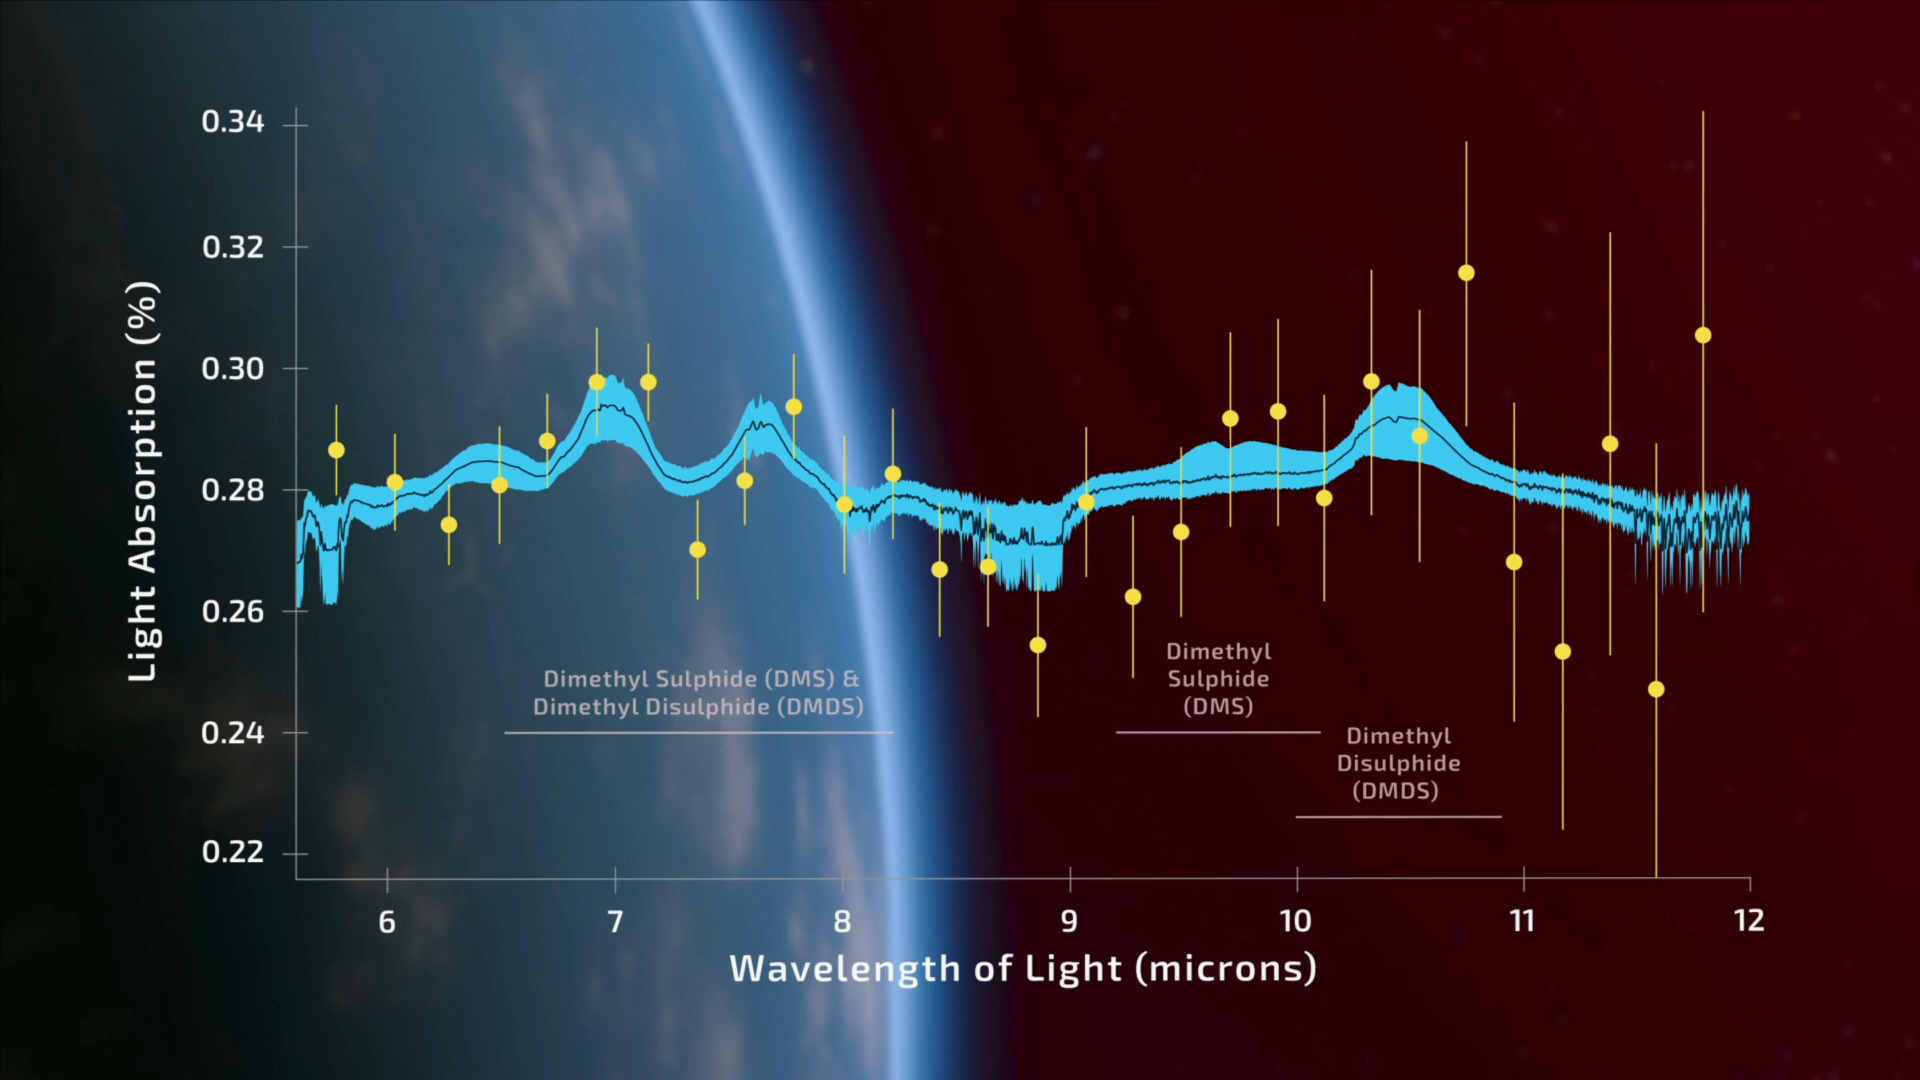 0.34
0.32
0.30
0.28
0.26
0.24
0.22
Light Absorption (%)
Dimethyl Sulphide (DMS) &
Dimethyl Disulphide (DMDS)
Dimethyl
Sulphide
(DMS)
Dimethyl
Disulphide
(DMDS)
6 7 8 9 10 11 12
Wavelength of Light (microns)